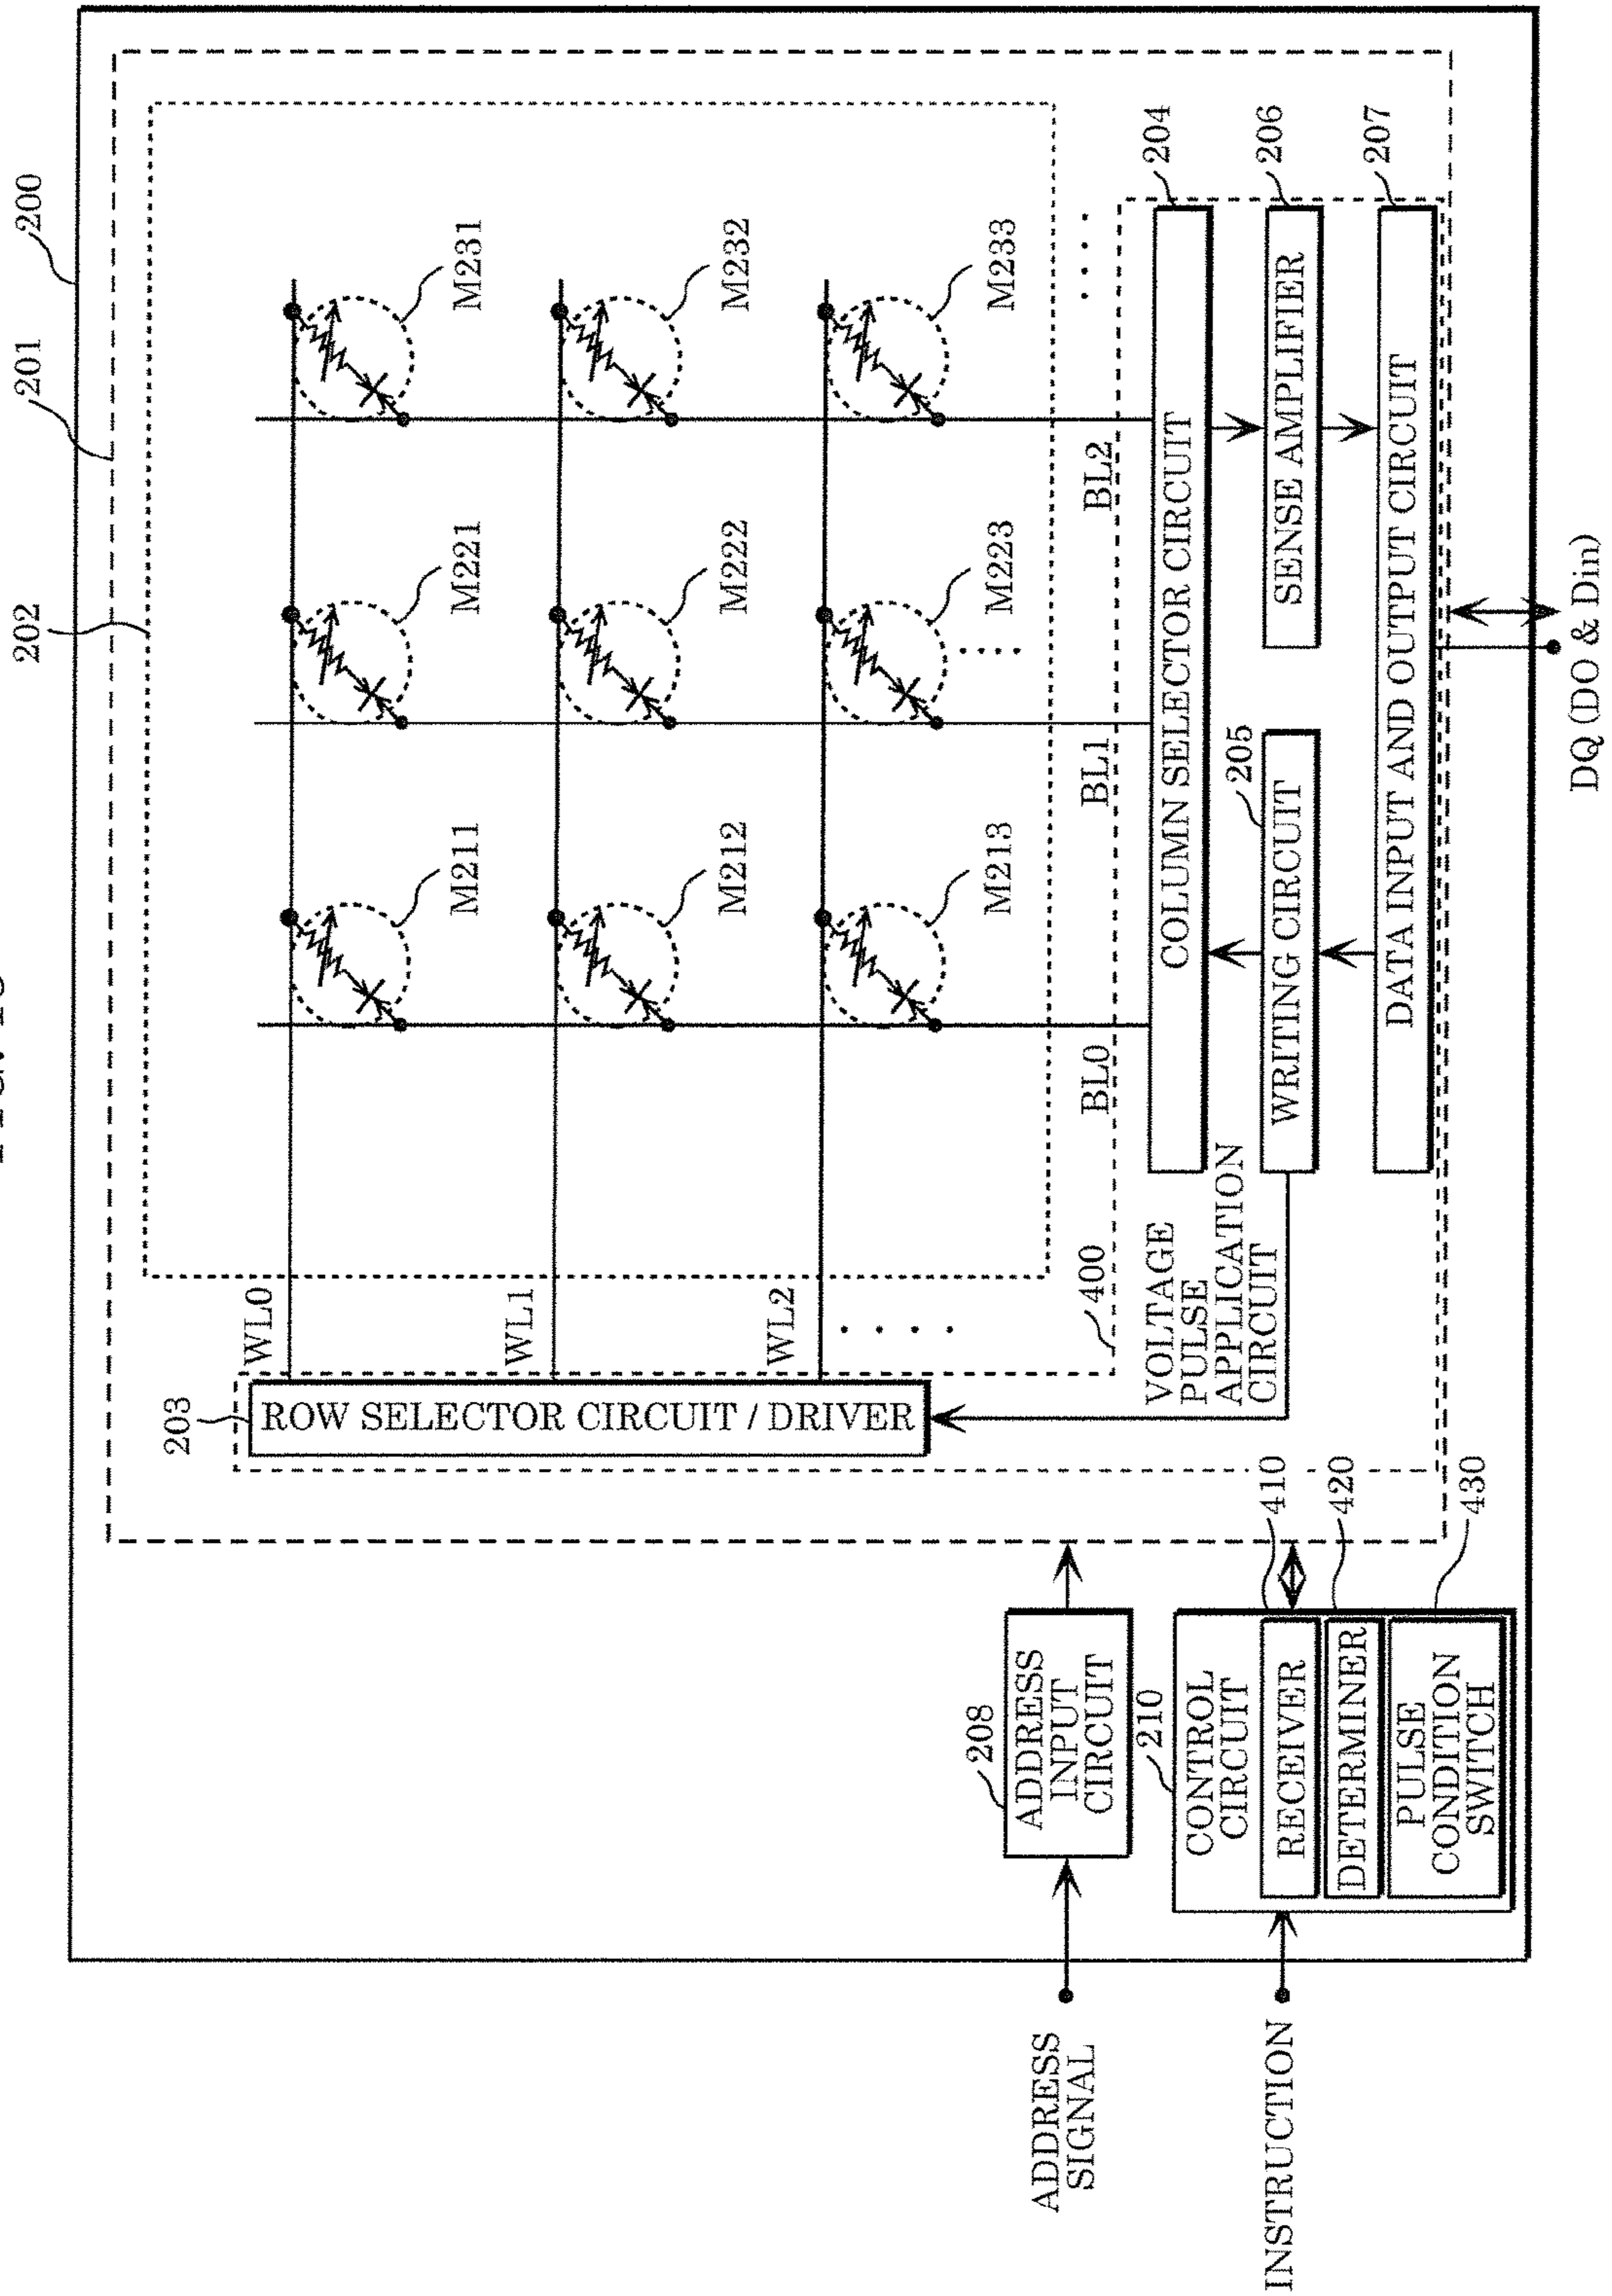 200
201
202
203
ROW SELECTOR CIRCUIT / DRIVER
WL0
WL1
WL2
M211
M221
M231
M212
M222
M232
M213
M223
M233
BL0
BL1
BL2
400
VOLTAGE
PULSE
APPLICATION
CIRCUIT
COLUMN SELECTOR CIRCUIT
204
205
WRITING CIRCUIT
SENSE AMPLIFIER
206
DATA INPUT AND OUTPUT CIRCUIT
207
DQ (DO & Din)
208
ADDRESS
INPUT
CIRCUIT
ADDRESS
SIGNAL
210
CONTROL
CIRCUIT
RECEIVER
410
DETERMINER
420
PULSE
CONDITION
SWITCH
430
INSTRUCTION